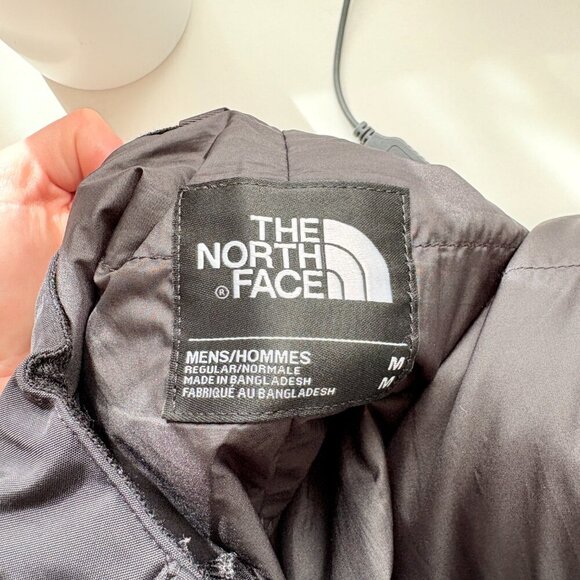 THE
NORTH
® FACE
MENS/HOMMES M
REGULAR/NORMALE
MADE IN BANGLADESH M
FABRIQUÉ AU BANGLADESH